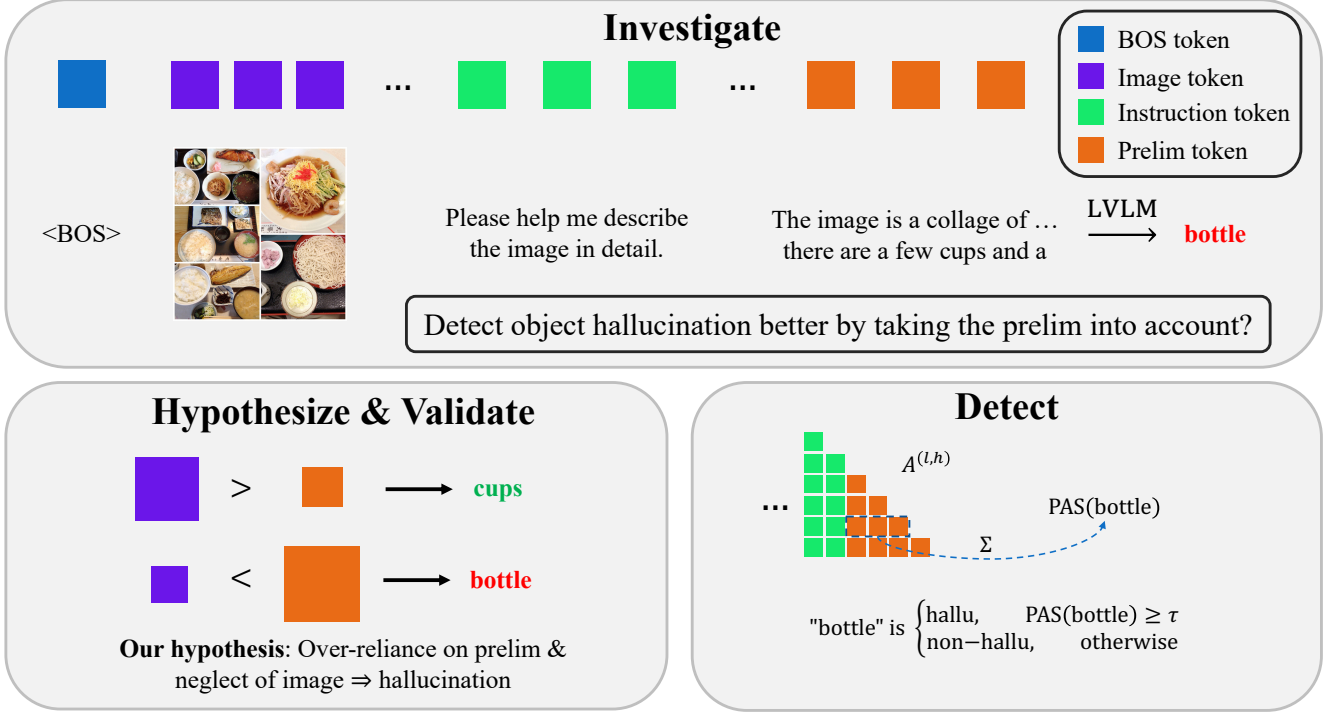 Investigate
BOS token
Image token
Instruction token
Prelim token
... ...
<BOS>
Please help me describe
the image in detail.
The image is a collage of …
there are a few cups and a
LVLM
bottle
Detect object hallucination better by taking the prelim into account?
Hypothesize & Validate
> cups
< bottle
Our hypothesis: Over-reliance on prelim &
neglect of image ⇒ hallucination
Detect
A^(l,h)
...
PAS(bottle)
Σ
"bottle" is { hallu, PAS(bottle) ≥ τ
non−hallu, otherwise